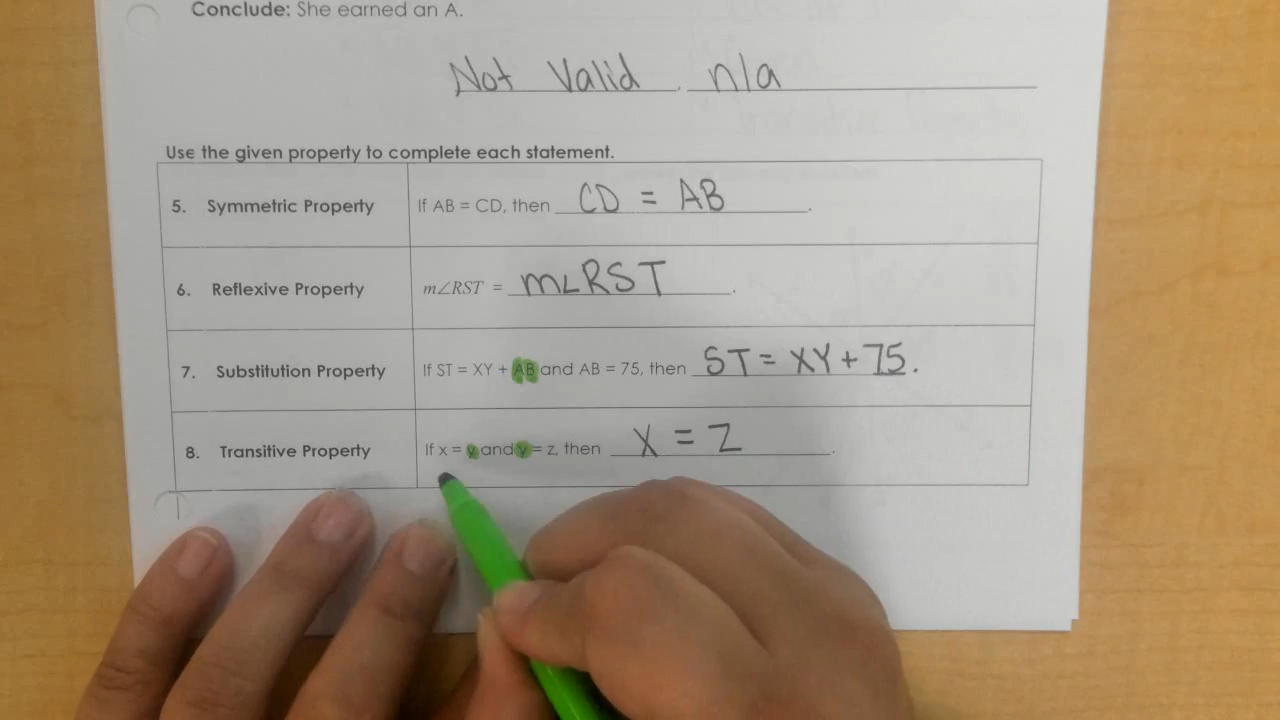 Conclude: She earned an A.
Not Valid, n/a
Use the given property to complete each statement.
5. Symmetric Property If AB = CD, then CD = AB.
6. Reflexive Property m∠RST = m∠RST.
7. Substitution Property If ST = XY + AB and AB = 75, then ST = XY + 75.
8. Transitive Property If x = y and y = z, then X = Z.